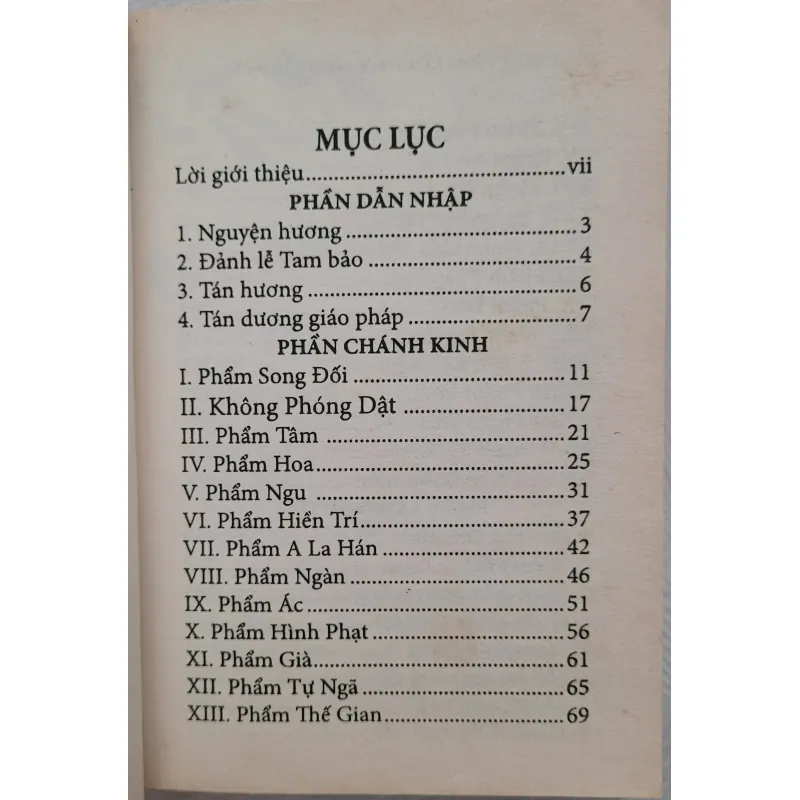 MỤC LỤC
Lời giới thiệu.....................................................vii
PHẦN DẪN NHẬP
1. Nguyện hương .............................................3
2. Đảnh lễ Tam bảo .........................................4
3. Tán hương ...................................................6
4. Tán dương giáo pháp .................................7
PHẦN CHÁNH KINH
I. Phẩm Song Đối .........................................11
II. Không Phóng Dật ...................................17
III. Phẩm Tâm ..............................................21
IV. Phẩm Hoa................................................25
V. Phẩm Ngu ................................................31
VI. Phẩm Hiền Trí........................................37
VII. Phẩm A La Hán ....................................42
VIII. Phẩm Ngàn ..........................................46
IX. Phẩm Ác..................................................51
X. Phẩm Hình Phạt .......................................56
XI. Phẩm Già.................................................61
XII. Phẩm Tự Ngã ........................................65
XIII. Phẩm Thế Gian....................................69